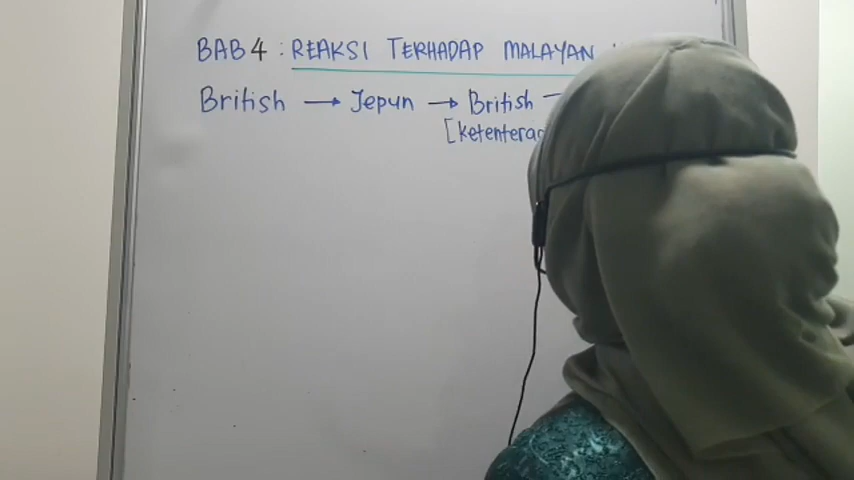 BAB 4 : REAKSI TERHADAP MALAYAN
British → Jepun → British